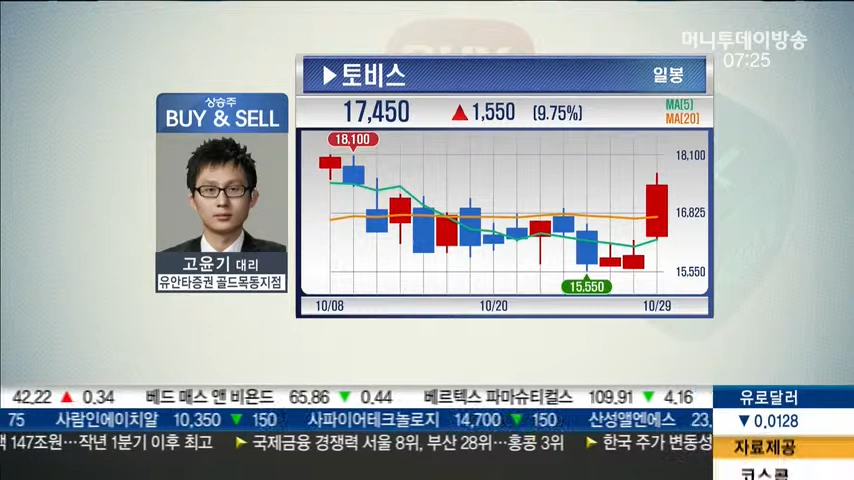 머니투데이방송
07:25
BUY
▶토비스
일봉
17,450 ▲1,550 (9.75%)
MA[5]
MA[20]
상승주
BUY & SELL
고윤기 대리
유안타증권 골드목동지점
18,100
18,100
16,825
15,550
15,550
10/08 10/20 10/29
42,22 ▲ 0,34 베드 매스 앤 비욘드 65,86 ▼ 0,44 베르텍스 파마슈티컬스 109,91 ▼ 4,16
75 사람인에이치알 10,350 ▼ 150 사파이어테크놀로지 14,700 ▼ 150 산성앨엔에스 23,
147조원…작년 1분기 이후 최고 ▶ 국제금융 경쟁력 서울 8위, 부산 28위…홍콩 3위 ▶ 한국 주가 변동성
유로달러
▼0,0128
자료제공
코스콤